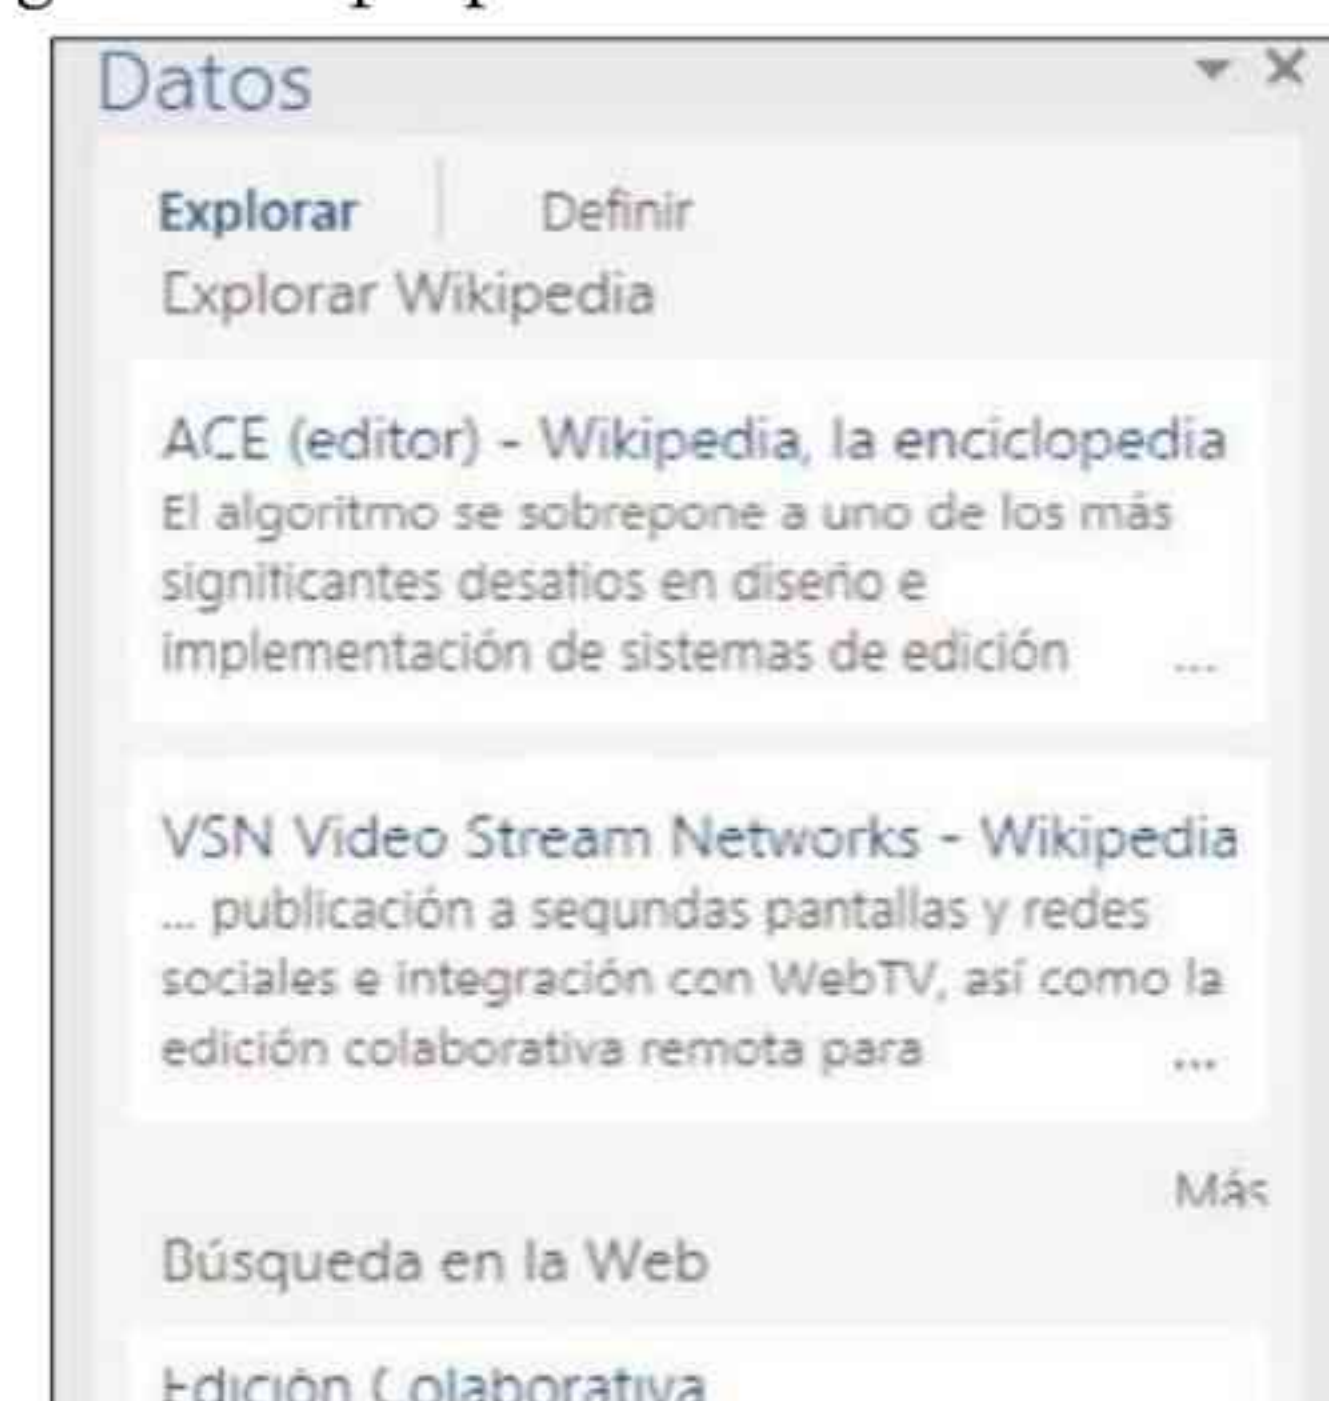 Datos
Explorar Definir
Explorar Wikipedia
ACE (editor) - Wikipedia, la enciclopedia
El algoritmo se sobrepone a uno de los más
significantes desafios en diseño e
implementación de sistemas de edición ...
VSN Video Stream Networks - Wikipedia
... publicación a segundas pantallas y redes
sociales e integración con WebTV, así como la
edición colaborativa remota para ...
Más
Búsqueda en la Web
Edición Colaborativa